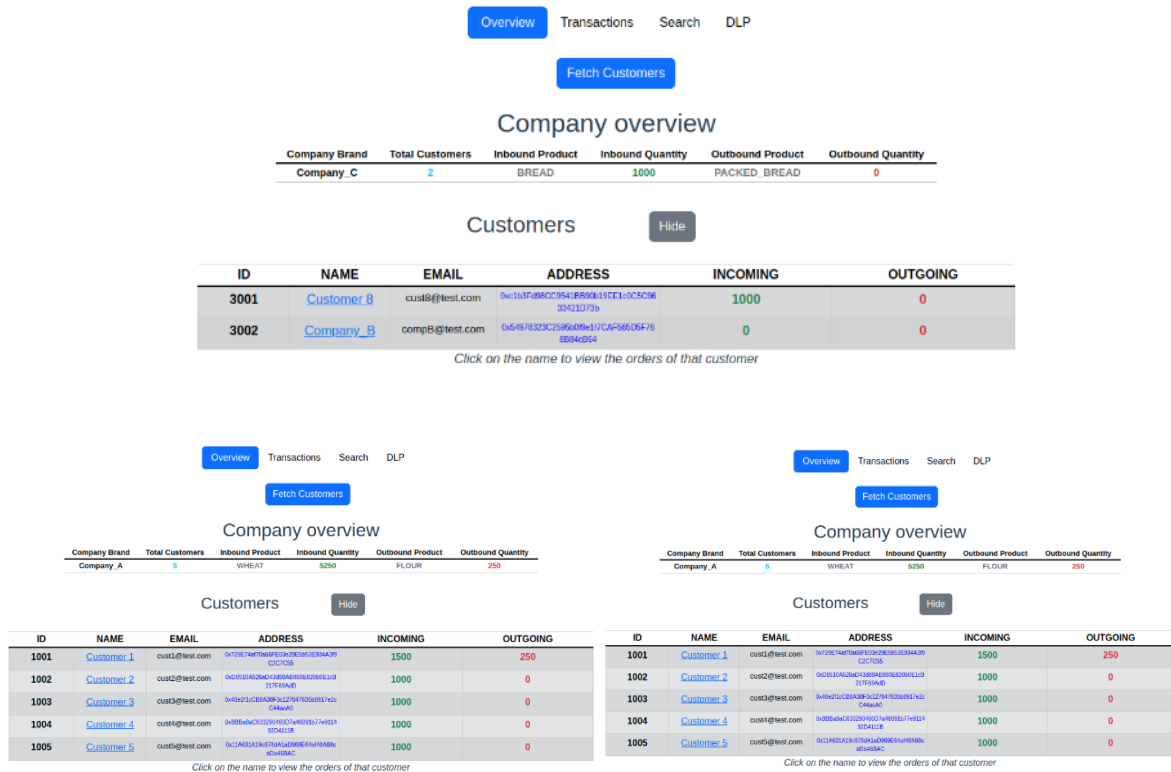 Overview Transactions Search DLP
Fetch Customers
Company overview
Company Brand Total Customers Inbound Product Inbound Quantity Outbound Product Outbound Quantity
Company_C 2 BREAD 1000 PACKED_BREAD 0
Customers Hide
ID NAME EMAIL ADDRESS INCOMING OUTGOING
3001 Customer 8 cust8@test.com 1000 0
3002 Company_B compB@test.com 0 0
Click on the name to view the orders of that customer
Overview Transactions Search DLP
Fetch Customers
Company overview
Company Brand Total Customers Inbound Product Inbound Quantity Outbound Product Outbound Quantity
Company_A 5 WHEAT 5250 FLOUR 250
Customers Hide
ID NAME EMAIL ADDRESS INCOMING OUTGOING
1001 Customer 1 cust1@test.com 1500 250
1002 Customer 2 cust2@test.com 1000 0
1003 Customer 3 cust3@test.com 1000 0
1004 Customer 4 cust4@test.com 1000 0
1005 Customer 5 cust5@test.com 1000 0
Click on the name to view the orders of that customer
Overview Transactions Search DLP
Fetch Customers
Company overview
Company Brand Total Customers Inbound Product Inbound Quantity Outbound Product Outbound Quantity
Company_A 5 WHEAT 5250 FLOUR 250
Customers Hide
ID NAME EMAIL ADDRESS INCOMING OUTGOING
1001 Customer 1 cust1@test.com 1500 250
1002 Customer 2 cust2@test.com 1000 0
1003 Customer 3 cust3@test.com 1000 0
1004 Customer 4 cust4@test.com 1000 0
1005 Customer 5 cust5@test.com 1000 0
Click on the name to view the orders of that customer